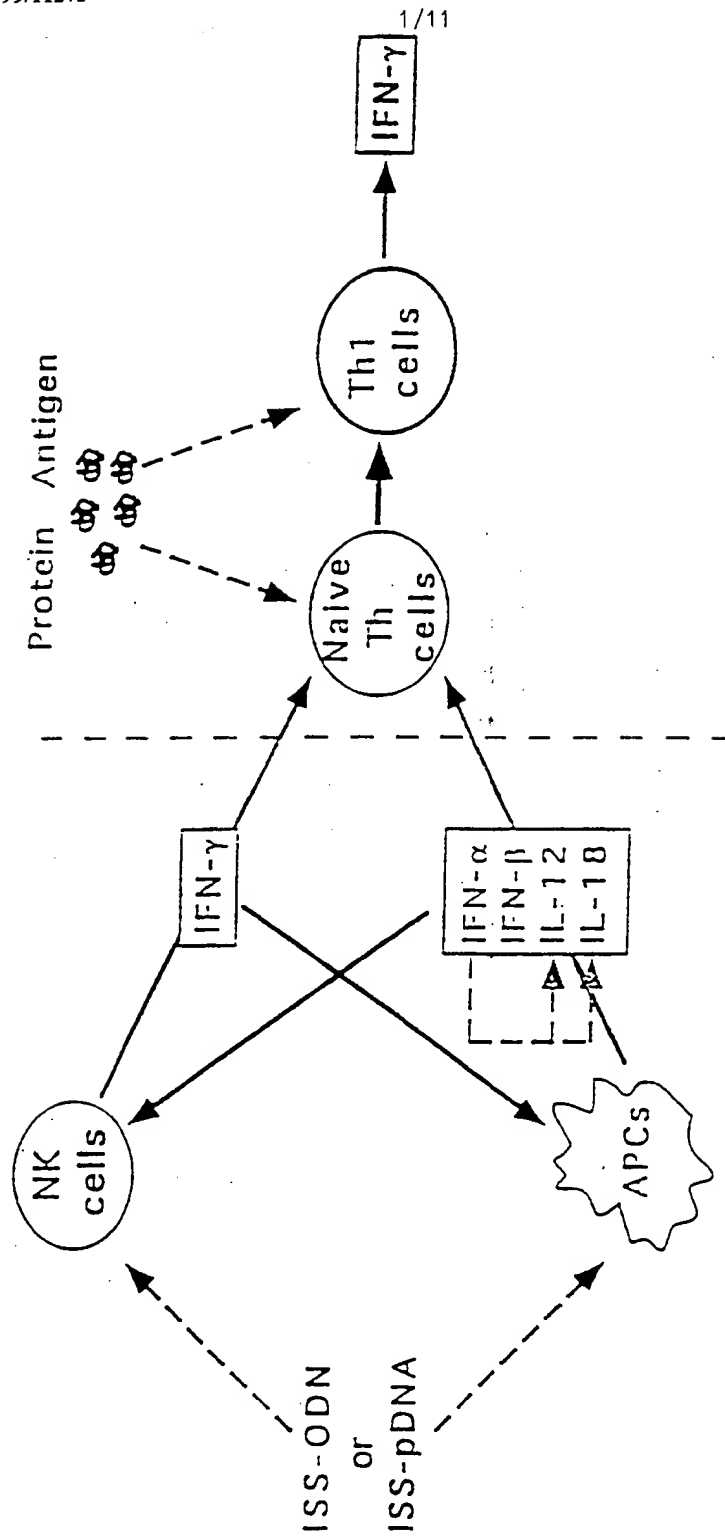 1/11
Protein Antigen
ISS-ODN
or
ISS-pDNA
NK
cells
APCs
IFN-γ
IFN-α
IFN-β
IL-12
IL-18
Naive
Th
cells
Th1
cells
IFN-γ